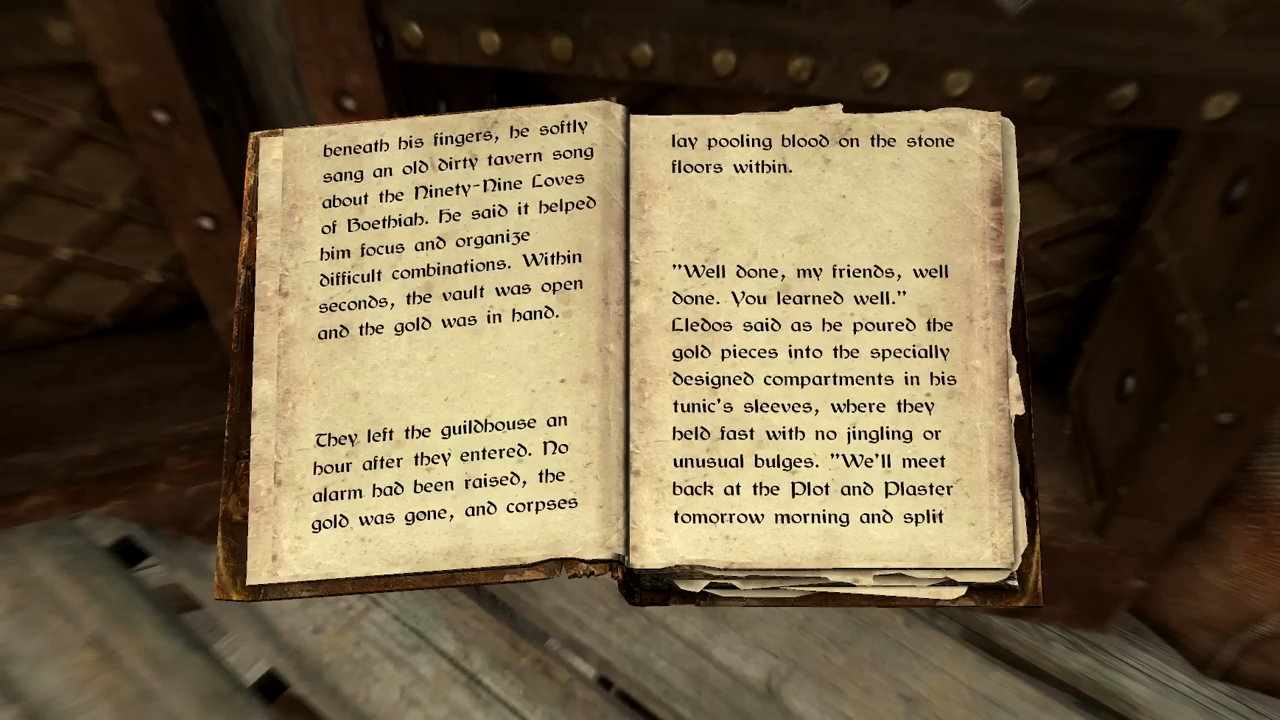 beneath his fingers, he softly
sang an old dirty tavern song
about the Ninety-Nine Loves
of Boethiah. He said it helped
him focus and organize
difficult combinations. Within
seconds, the vault was open
and the gold was in hand.
They left the guildhouse an
hour after they entered. No
alarm had been raised, the
gold was gone, and corpses
lay pooling blood on the stone
floors within.
"Well done, my friends, well
done. You learned well."
Lledos said as he poured the
gold pieces into the specially
designed compartments in his
tunic's sleeves, where they
held fast with no jingling or
unusual bulges. "We'll meet
back at the Plot and Plaster
tomorrow morning and split